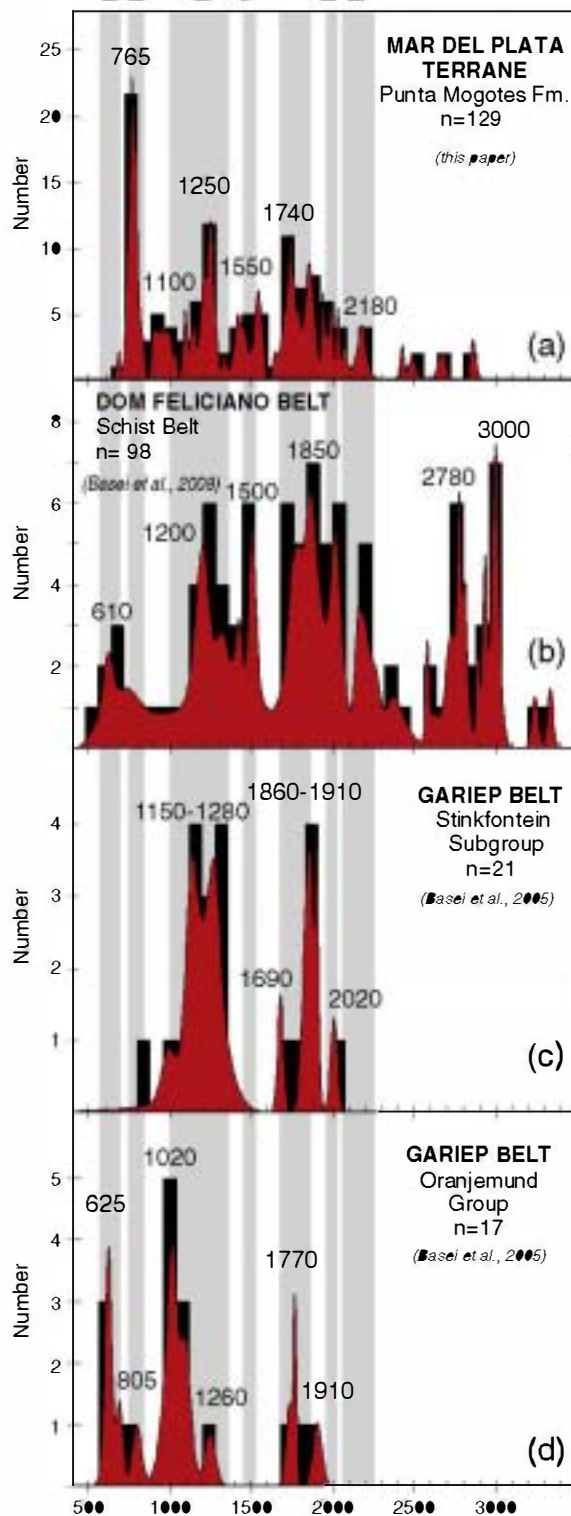 MAR DEL PLATA
TERRANE
Punta Mogotes Fm.
n=129
(this paper)
Number
25
20
15
10
5
765
1100
1250
1550
1740
2180
(a)
DOM FELICIANO BELT
Schist Belt
n= 98
(Basei et al., 2008)
Number
8
6
4
2
610
1200
1500
1850
2780
3000
(b)
GARIEP BELT
Stinkfontein
Subgroup
n=21
(Basei et al., 2005)
Number
4
3
2
1
1150-1280
1860-1910
1690
2020
(c)
GARIEP BELT
Oranjemund
Group
n=17
(Basei et al., 2005)
Number
5
4
3
2
1
625
805
1020
1260
1770
1910
(d)
500 1000 1500 2000 2500 3000